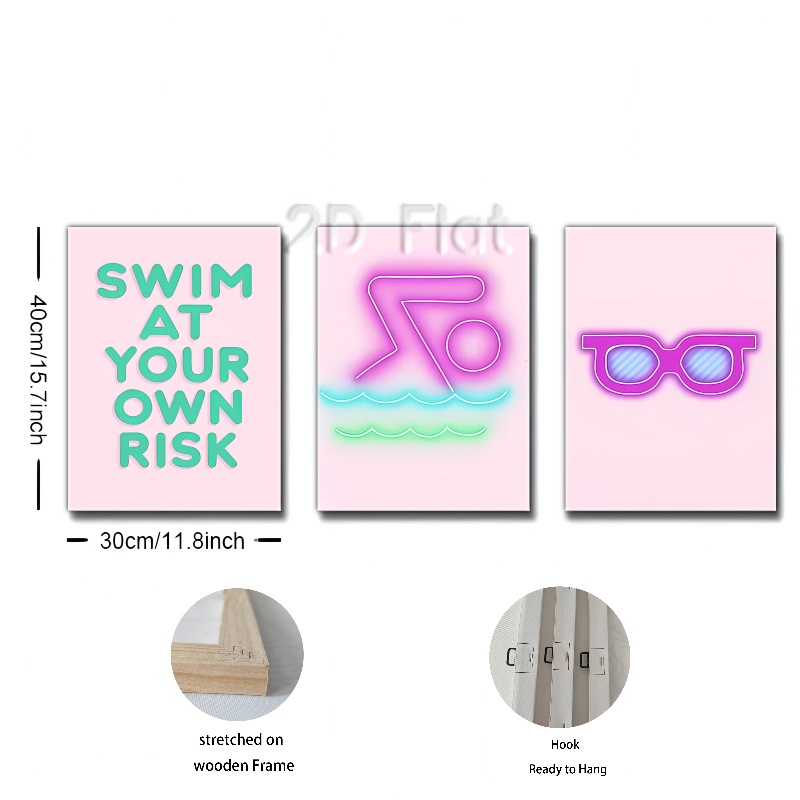 2D Flat
SWIM
AT
YOUR
OWN
RISK
40cm/15.7inch
30cm/11.8inch
stretched on
wooden Frame
Hook
Ready to Hang